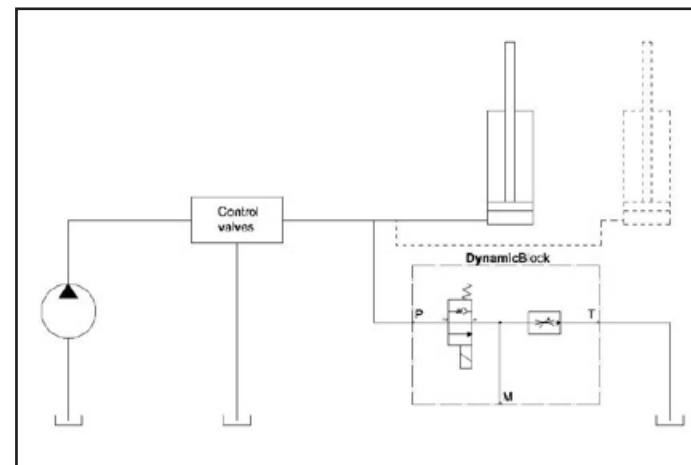 Control
valves
DynamicBlock
P
T
M